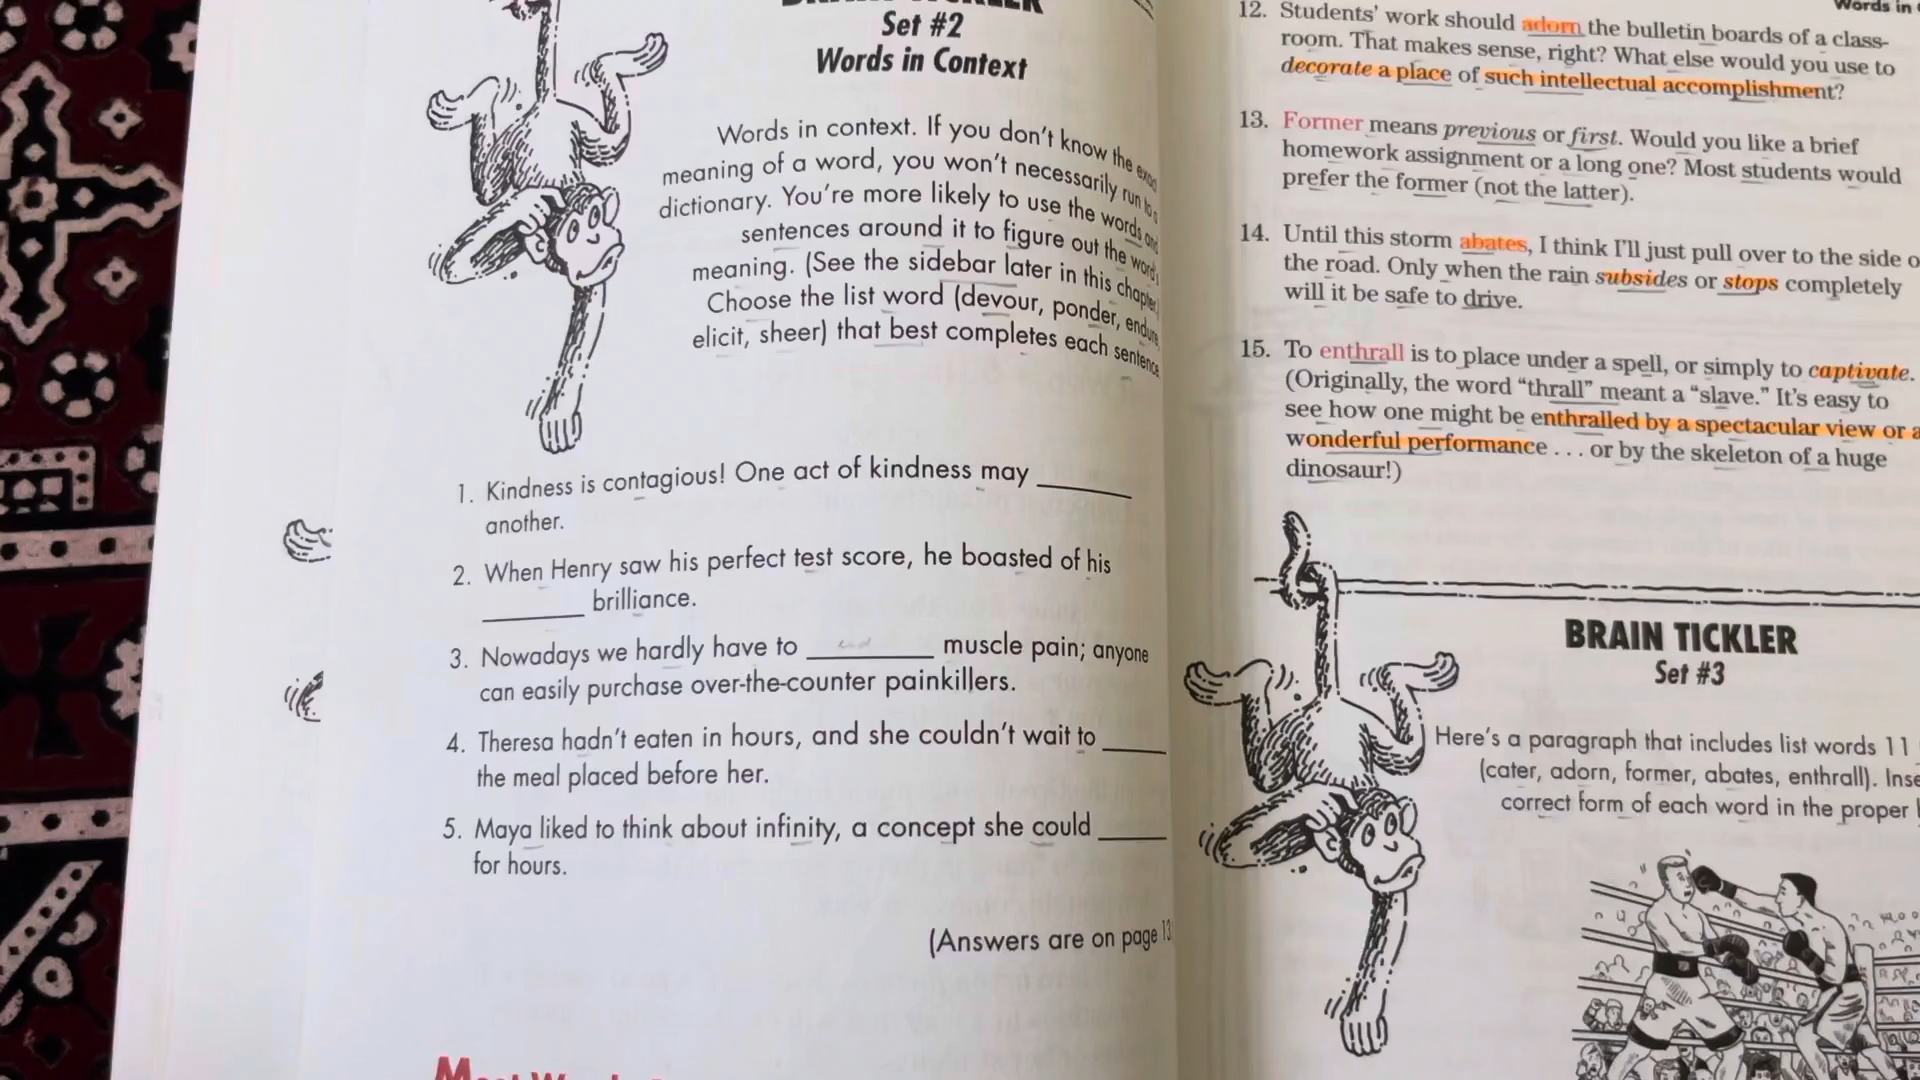 Set #2
Words in Context
Words in context. If you don't know the
meaning of a word, you won't necessarily run to a
dictionary. You're more likely to use the words and
sentences around it to figure out the word's
meaning. (See the sidebar later in this chapter.)
Choose the list word (devour, ponder, endure,
elicit, sheer) that best completes each sentence
1. Kindness is contagious! One act of kindness may ______
another.
2. When Henry saw his perfect test score, he boasted of his
______ brilliance.
3. Nowadays we hardly have to ______ muscle pain; anyone
can easily purchase over-the-counter painkillers.
4. Theresa hadn't eaten in hours, and she couldn't wait to ____
the meal placed before her.
5. Maya liked to think about infinity, a concept she could ____
for hours.
(Answers are on page 13
Words in
12. Students' work should adorn the bulletin boards of a class-
room. That makes sense, right? What else would you use to
decorate a place of such intellectual accomplishment?
13. Former means previous or first. Would you like a brief
homework assignment or a long one? Most students would
prefer the former (not the latter).
14. Until this storm abates, I think I'll just pull over to the side
the road. Only when the rain subsides or stops completely
will it be safe to drive.
15. To enthrall is to place under a spell, or simply to captivate.
(Originally, the word "thrall" meant a "slave." It's easy to
see how one might be enthralled by a spectacular view or a
wonderful performance . . . or by the skeleton of a huge
dinosaur!)
BRAIN TICKLER
Set #3
Here's a paragraph that includes list words 11
(cater, adorn, former, abates, enthrall).
correct form of each word in the proper